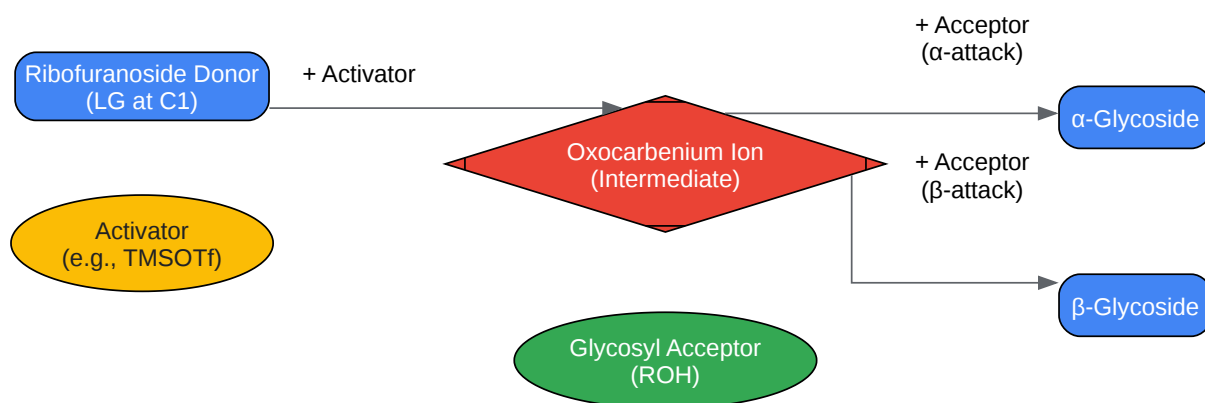 Ribofuranoside Donor
(LG at C1)
+ Activator
+ Acceptor
(α-attack)
α-Glycoside
Oxocarbenium Ion
(Intermediate)
+ Acceptor
(β-attack)
Activator
(e.g., TMSOTf)
β-Glycoside
Glycosyl Acceptor
(ROH)